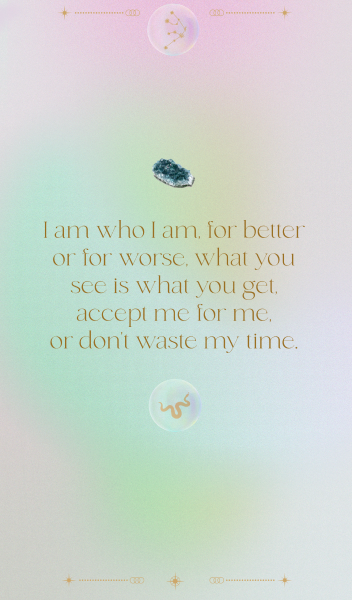 I am who I am, for better
or for worse, what you
see is what you get,
accept me for me,
or don't waste my time.